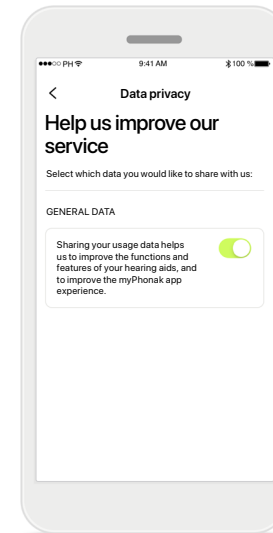 PH 9:41 AM 100 %
Data privacy
Help us improve our
service
Select which data you would like to share with us:
GENERAL DATA
Sharing your usage data helps
us to improve the functions and
features of your hearing aids, and
to improve the myPhonak app
experience.